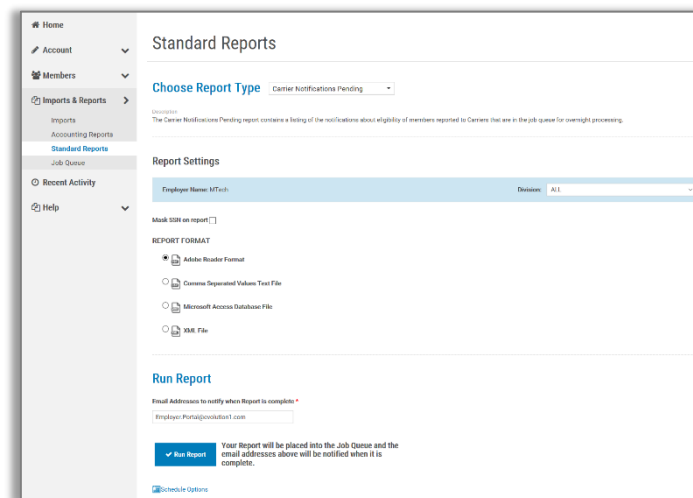 Home
Account
Members
Imports & Reports
Imports
Accounting Reports
Standard Reports
Job Queue
Recent Activity
Help
Standard Reports
Choose Report Type Carrier Notifications Pending
Description
The Carrier Notifications Pending report contains a listing of the notifications about eligibility of members reported to Carriers that are in the job queue for overnight processing.
Report Settings
Employer Name: MTech Division: ALL
Mask SSN on report
REPORT FORMAT
Adobe Reader Format
Comma Separated Values Text File
Microsoft Access Database File
XML File
Run Report
Email Addresses to notify when Report is complete *
Employer.Portal@evolution1.com
Run Report
Your Report will be placed into the Job Queue and the
email addresses above will be notified when it is
complete.
Schedule Options